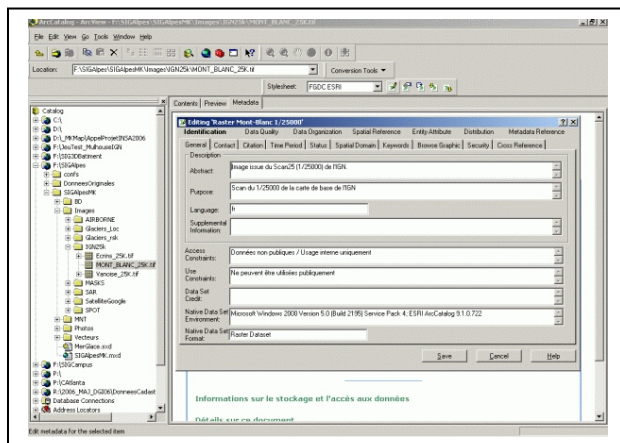 ArcCatalog - ArcView - F:\SIGAlpes\SIGAlpesMK\Images\IGN25k\MONT_BLANC_25K.tif
File Edit View Go Tools Window Help
Location: F:\SIGAlpes\SIGAlpesMK\Images\IGN25k\MONT_BLANC_25K.tif Conversion Tools
Stylesheet: FGDC ESRI
Contents Preview Metadata
Catalog
C:\
D:\
D:\_MKMap\AppelProjetINSA2006
F:\JeuTest_MulhouseIGN
F:\SIG3DBatiment
F:\SIGAlpes
confs
DonneesOriginales
SIGAlpesMK
BD
Images
AIRBORNE
Glaciers_Loc
Glaciers_rsk
IGN25k
Ecrins_25K.tif
MONT_BLANC_25K.tif
Vanoise_25K.tif
MASKS
SAR
SatelliteGoogle
SPOT
MNT
Photos
Vecteurs
MerGlace.mxd
SIGAlpesMK.mxd
F:\SIGCampus
P:\
P:\CAtlanta
R:\2006_MAJ_DGI06\DonneesCadast
Database Connections
Address Locators
Editing 'Raster Mont-Blanc 1/25000'
Identification Data Quality Data Organization Spatial Reference Entity Attribute Distribution Metadata Reference
General Contact Citation Time Period Status Spatial Domain Keywords Browse Graphic Security Cross Reference
Description
Abstract: Image issue du Scan25 (1/25000) de l'IGN.
Purpose: Scan du 1/25000 de la carte de base de l'IGN
Language: fr
Supplemental Information:
Access Constraints: Données non publiques / Usage interne uniquement
Use Constraints: Ne peuvent être utilisées publiquement
Data Set Credit:
Native Data Set Environment: Microsoft Windows 2000 Version 5.0 (Build 2195) Service Pack 4; ESRI ArcCatalog 9.1.0.722
Native Data Set Format: Raster Dataset
Save Cancel Help
Informations sur le stockage et l'accès aux données
Détails sur ce document
Edit metadata for the selected item